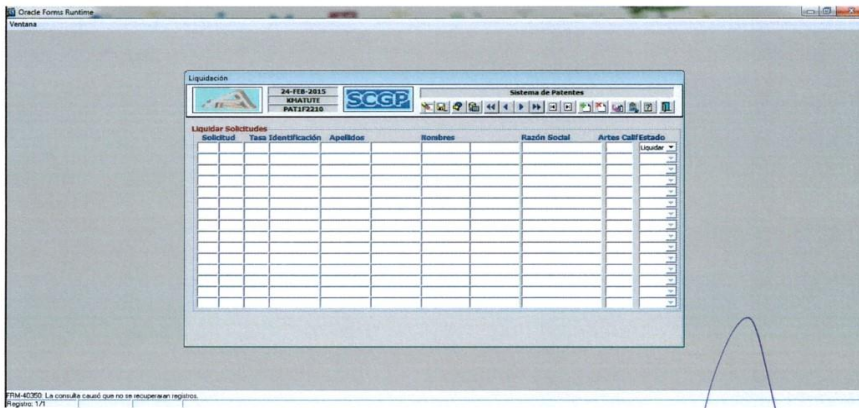 Oracle Forms Runtime
Ventana
Liquidación
24-FEB-2015
KHATUTE
PAT1F2210
SCGP
Sistema de Patentes
Liquidar Solicitudes
Solicitud Tasa Identificación Apellidos Nombres Razón Social Artes Calif Estado
Liquidar
FRM-40350: La consulta causó que no se recuperaran registros.
Registro: 1/1